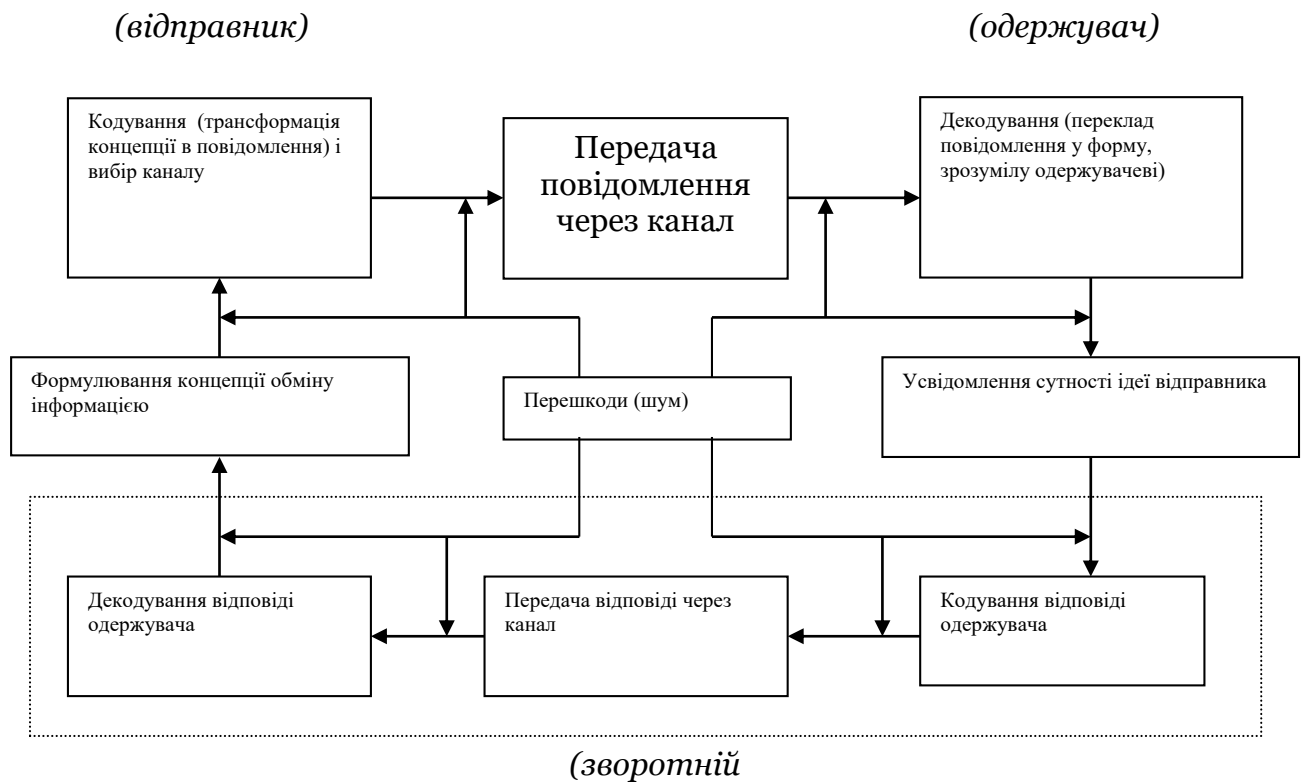 (відправник)
(одержувач)
Кодування (трансформація
концепції в повідомлення) і
вибір каналу
Передача
повідомлення
через канал
Декодування (переклад
повідомлення у форму,
зрозумілу одержувачеві)
Формулювання концепції обміну
інформацією
Перешкоди (шум)
Усвідомлення сутності ідеї відправника
Декодування відповіді
одержувача
Передача відповіді через
канал
Кодування відповіді
одержувача
(зворотній